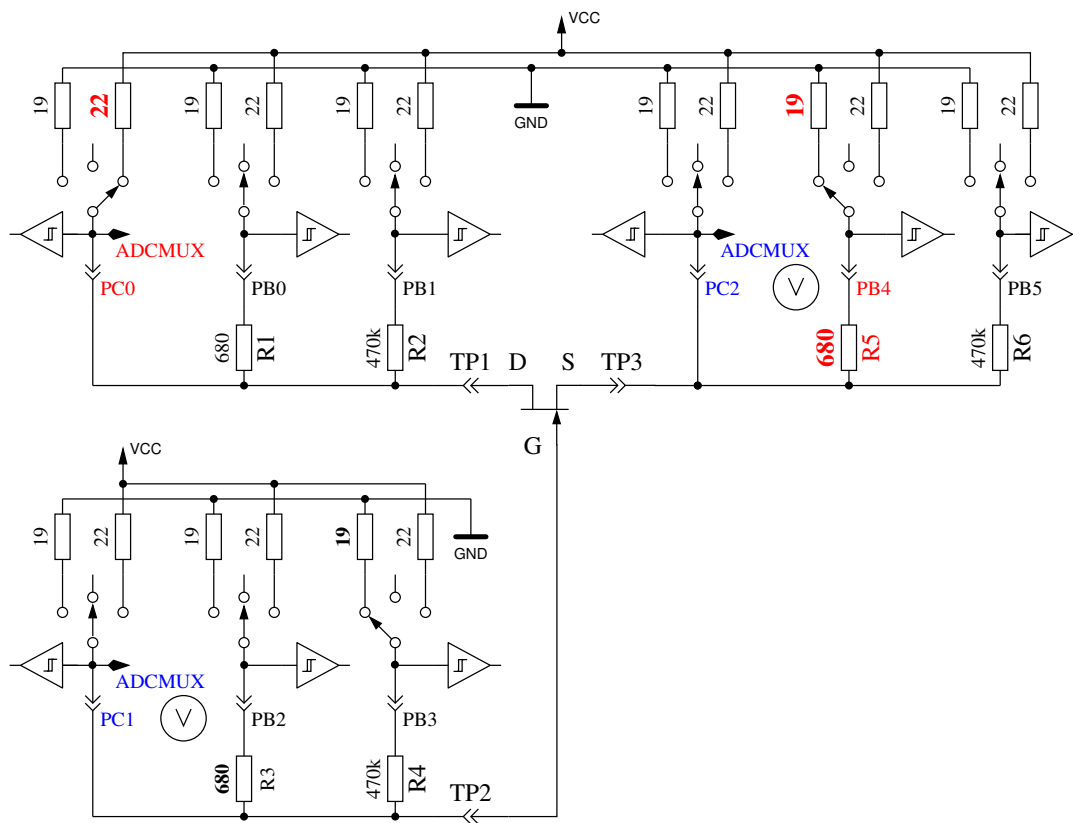 VCC
19 22 19 22 19 22 19 22 19 22 19 22
GND
ADCMUX ADCMUX
PC0 PB0 PB1 PC2 V PB4 PB5
680 R1 470k R2 680 R5 470k R6
TP1 D S TP3
G
VCC
19 22 19 22 19 22
GND
ADCMUX
PC1 V PB2 PB3
680 R3 470k R4
TP2